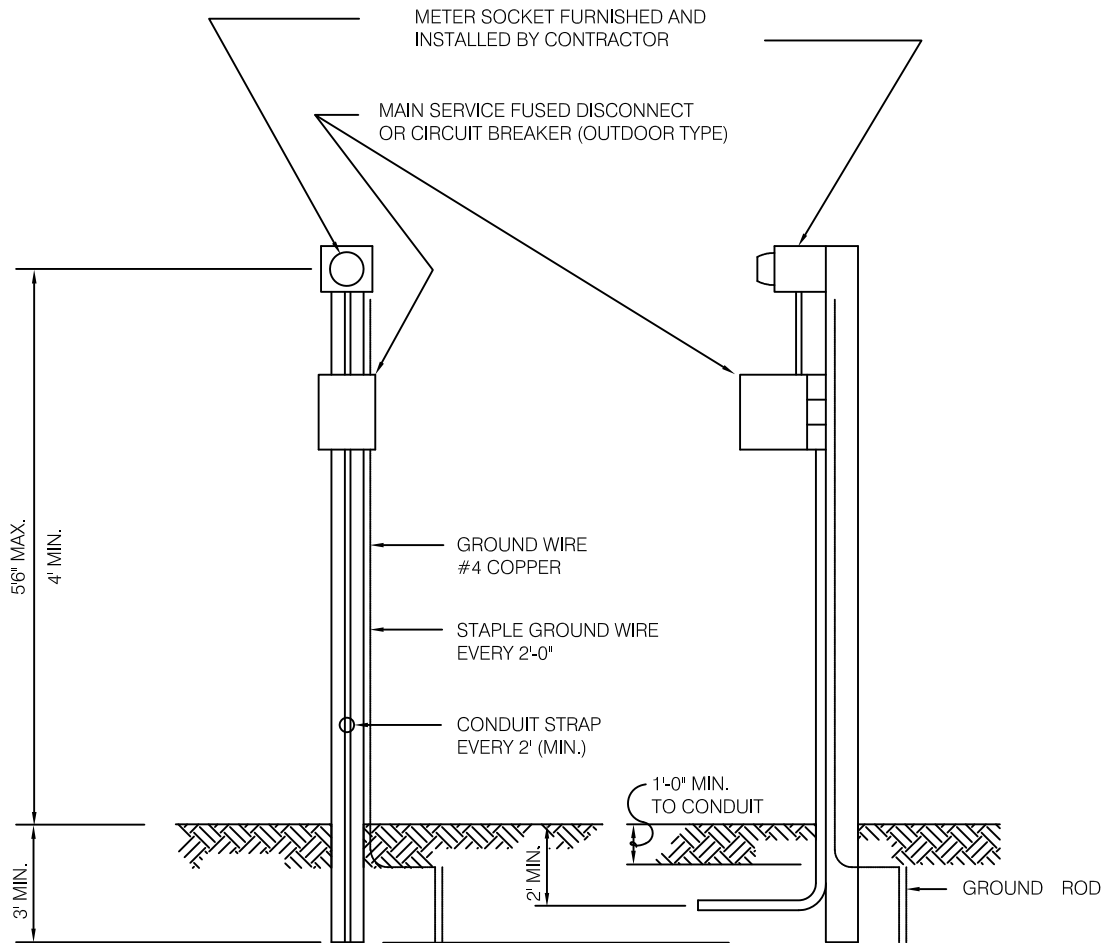 METER SOCKET FURNISHED AND
INSTALLED BY CONTRACTOR
MAIN SERVICE FUSED DISCONNECT
OR CIRCUIT BREAKER (OUTDOOR TYPE)
5'6" MAX.
4' MIN.
GROUND WIRE
#4 COPPER
STAPLE GROUND WIRE
EVERY 2'-0"
CONDUIT STRAP
EVERY 2' (MIN.)
1'-0" MIN.
TO CONDUIT
3' MIN.
2' MIN.
GROUND ROD